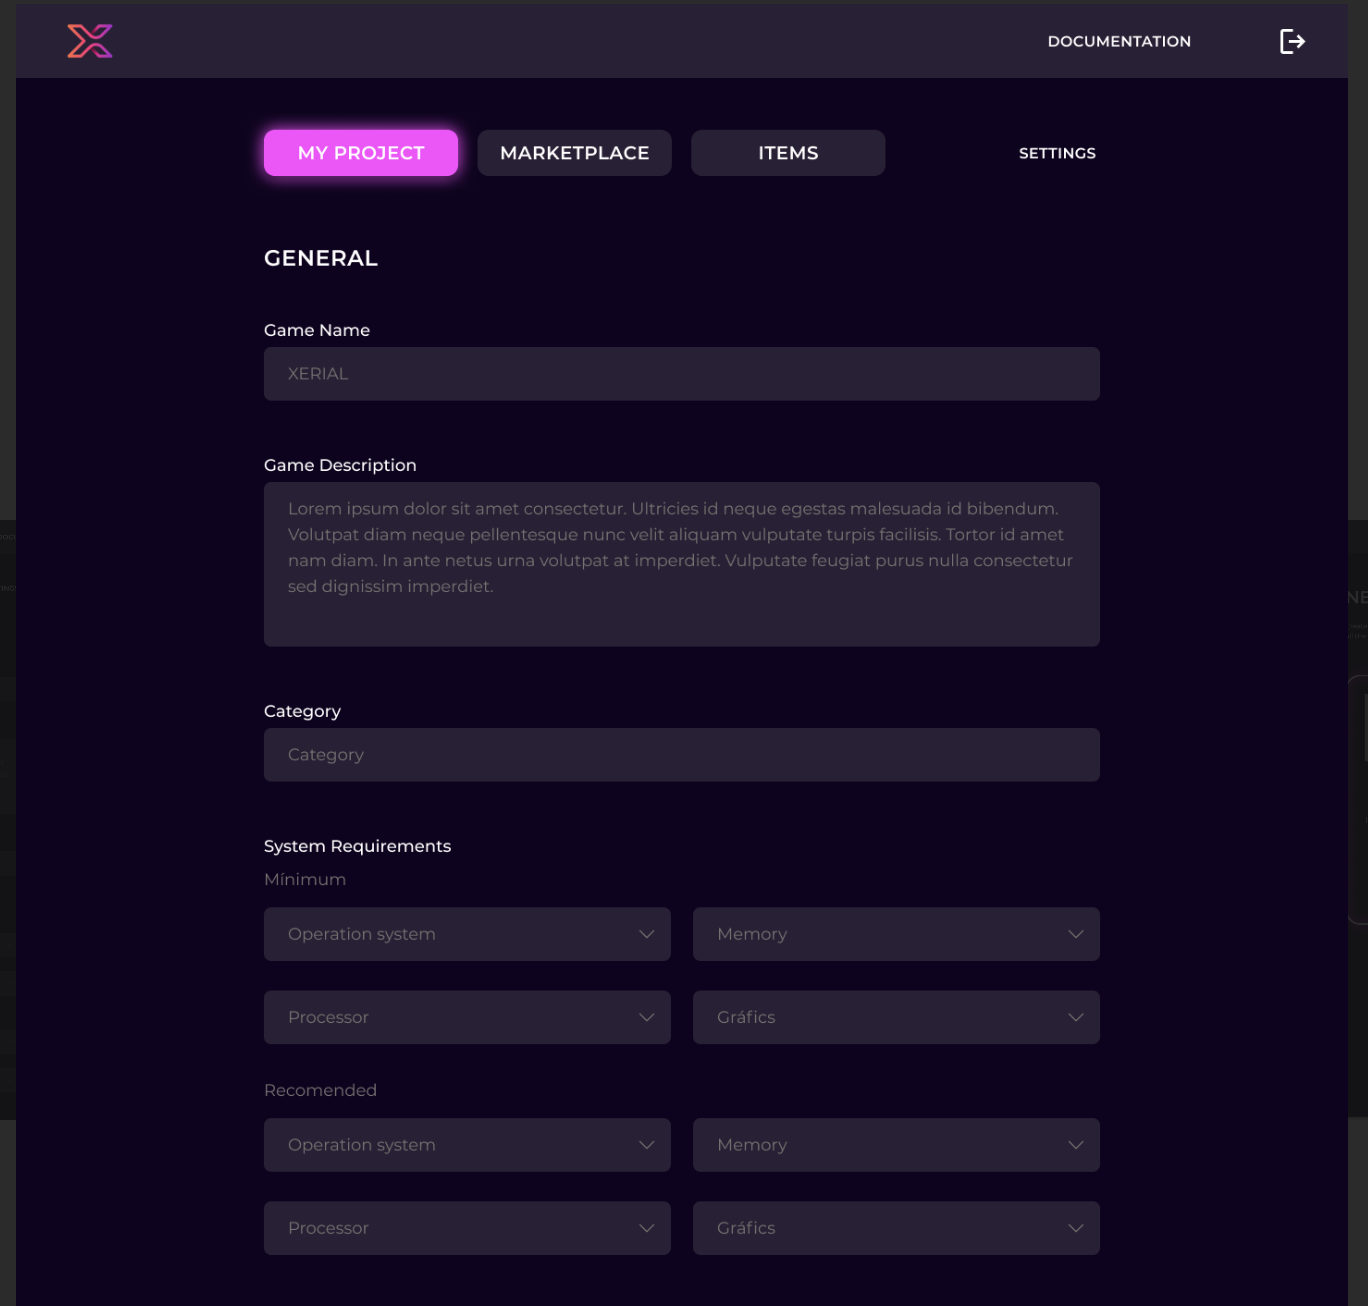 DOCUMENTATION
MY PROJECT
MARKETPLACE
ITEMS
SETTINGS
GENERAL
Game Name
XERIAL
Game Description
Lorem ipsum dolor sit amet consectetur. Ultricies id neque egestas malesuada id bibendum.
Volutpat diam neque pellentesque nunc velit aliquam vulputate turpis facilisis. Tortor id amet
nam diam. In ante netus urna volutpat at imperdiet. Vulputate feugiat purus nulla consectetur
sed dignissim imperdiet.
Category
Category
System Requirements
Mínimum
Operation system
Memory
Processor
Gráfics
Recomended
Operation system
Memory
Processor
Gráfics